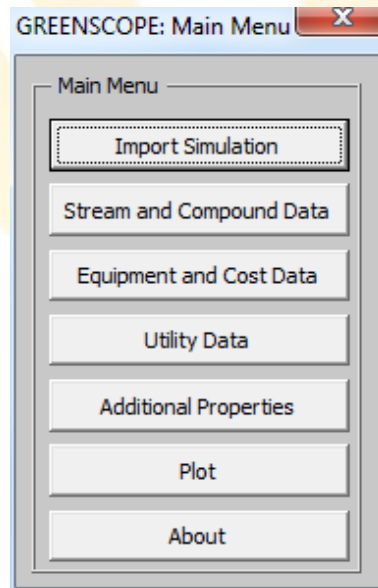 GREENSCOPE: Main Menu
X
Main Menu
Import Simulation
Stream and Compound Data
Equipment and Cost Data
Utility Data
Additional Properties
Plot
About